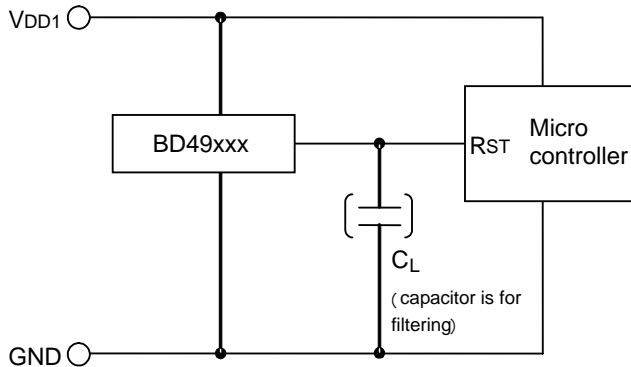 VDD1
BD49xxx
RST
Micro
controller
CL
(capacitor is for
filtering)
GND